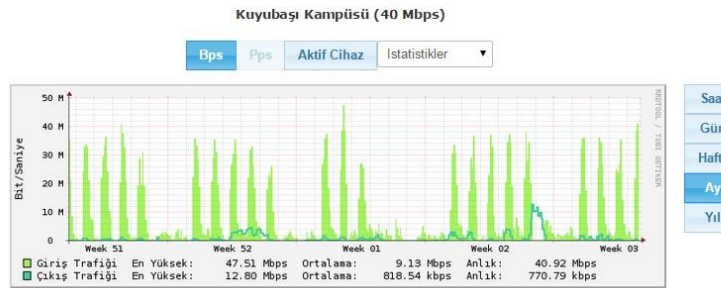 Kuyubaşı Kampüsü (40 Mbps)
Bps Pps Aktif Cihaz Istatistikler
50 M
40 M
30 M
20 M
10 M
0
Bit/Saniye
RRDTOOL / TOBI OETIKER
Week 51 Week 52 Week 01 Week 02 Week 03
Giriş Trafiği En Yüksek: 47.51 Mbps Ortalama: 9.13 Mbps Anlık: 40.92 Mbps
Çıkış Trafiği En Yüksek: 12.80 Mbps Ortalama: 818.54 kbps Anlık: 770.79 kbps
Saa
Gün
Haft
Ay
Yıl